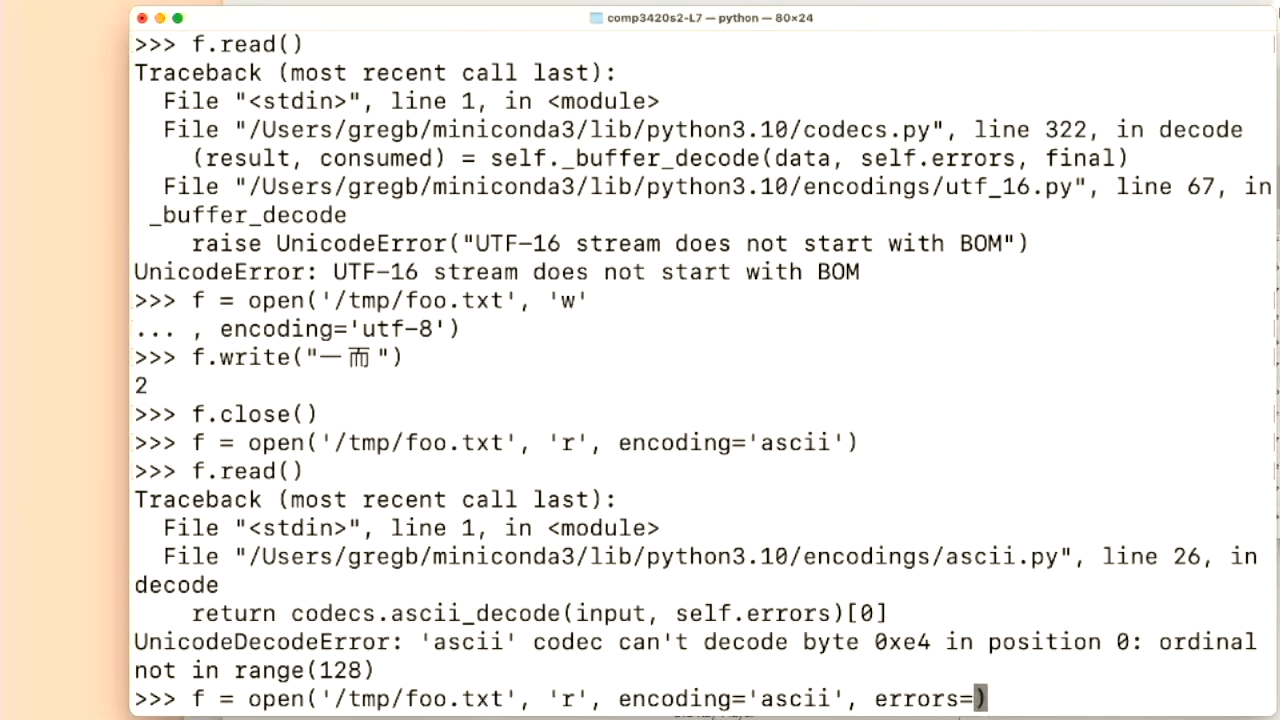 comp3420s2-L7 — python — 80×24
>>> f.read()
Traceback (most recent call last):
  File "<stdin>", line 1, in <module>
  File "/Users/gregb/miniconda3/lib/python3.10/codecs.py", line 322, in decode
    (result, consumed) = self._buffer_decode(data, self.errors, final)
  File "/Users/gregb/miniconda3/lib/python3.10/encodings/utf_16.py", line 67, in
 _buffer_decode
    raise UnicodeError("UTF-16 stream does not start with BOM")
UnicodeError: UTF-16 stream does not start with BOM
>>> f = open('/tmp/foo.txt', 'w'
... , encoding='utf-8')
>>> f.write("一而")
2
>>> f.close()
>>> f = open('/tmp/foo.txt', 'r', encoding='ascii')
>>> f.read()
Traceback (most recent call last):
  File "<stdin>", line 1, in <module>
  File "/Users/gregb/miniconda3/lib/python3.10/encodings/ascii.py", line 26, in
decode
    return codecs.ascii_decode(input, self.errors)[0]
UnicodeDecodeError: 'ascii' codec can't decode byte 0xe4 in position 0: ordinal
not in range(128)
>>> f = open('/tmp/foo.txt', 'r', encoding='ascii', errors=)